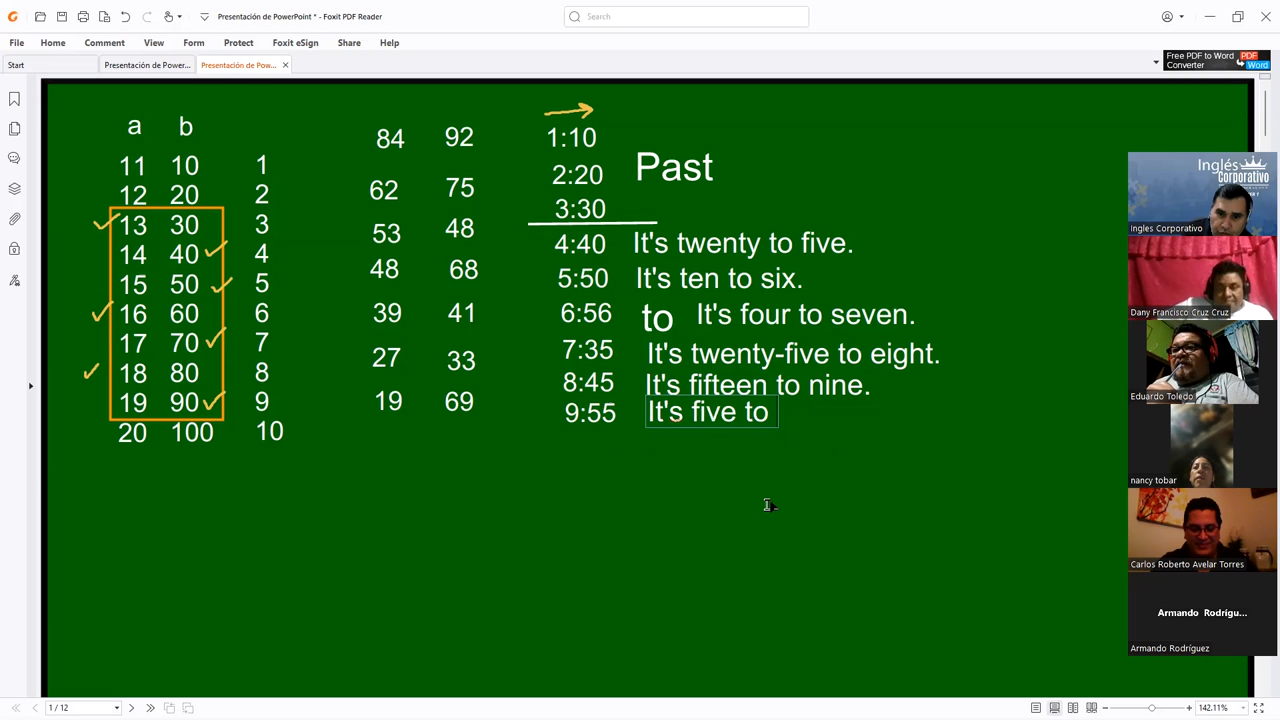 Presentación de PowerPoint * - Foxit PDF Reader
Search
File Home Comment View Form Protect Foxit eSign Share Help
Start
Presentación de Power...
Presentación de Pow...
Free PDF to Word Converter
PDF
Word
a b
11 10 1
12 20 2
13 30 3
14 40 4
15 50 5
16 60 6
17 70 7
18 80 8
19 90 9
20 100 10
84 92
62 75
53 48
48 68
39 41
27 33
19 69
1:10
2:20
3:30
Past
4:40 It's twenty to five.
5:50 It's ten to six.
6:56 to It's four to seven.
7:35 It's twenty-five to eight.
8:45 It's fifteen to nine.
9:55 It's five to
Inglés
Corporativo
Ingles Corporativo
Dany Francisco Cruz Cruz
Eduardo Toledo
nancy tobar
Carlos Roberto Avelar Torres
Armando Rodrígu...
Armando Rodríguez
1 / 12
142.11%